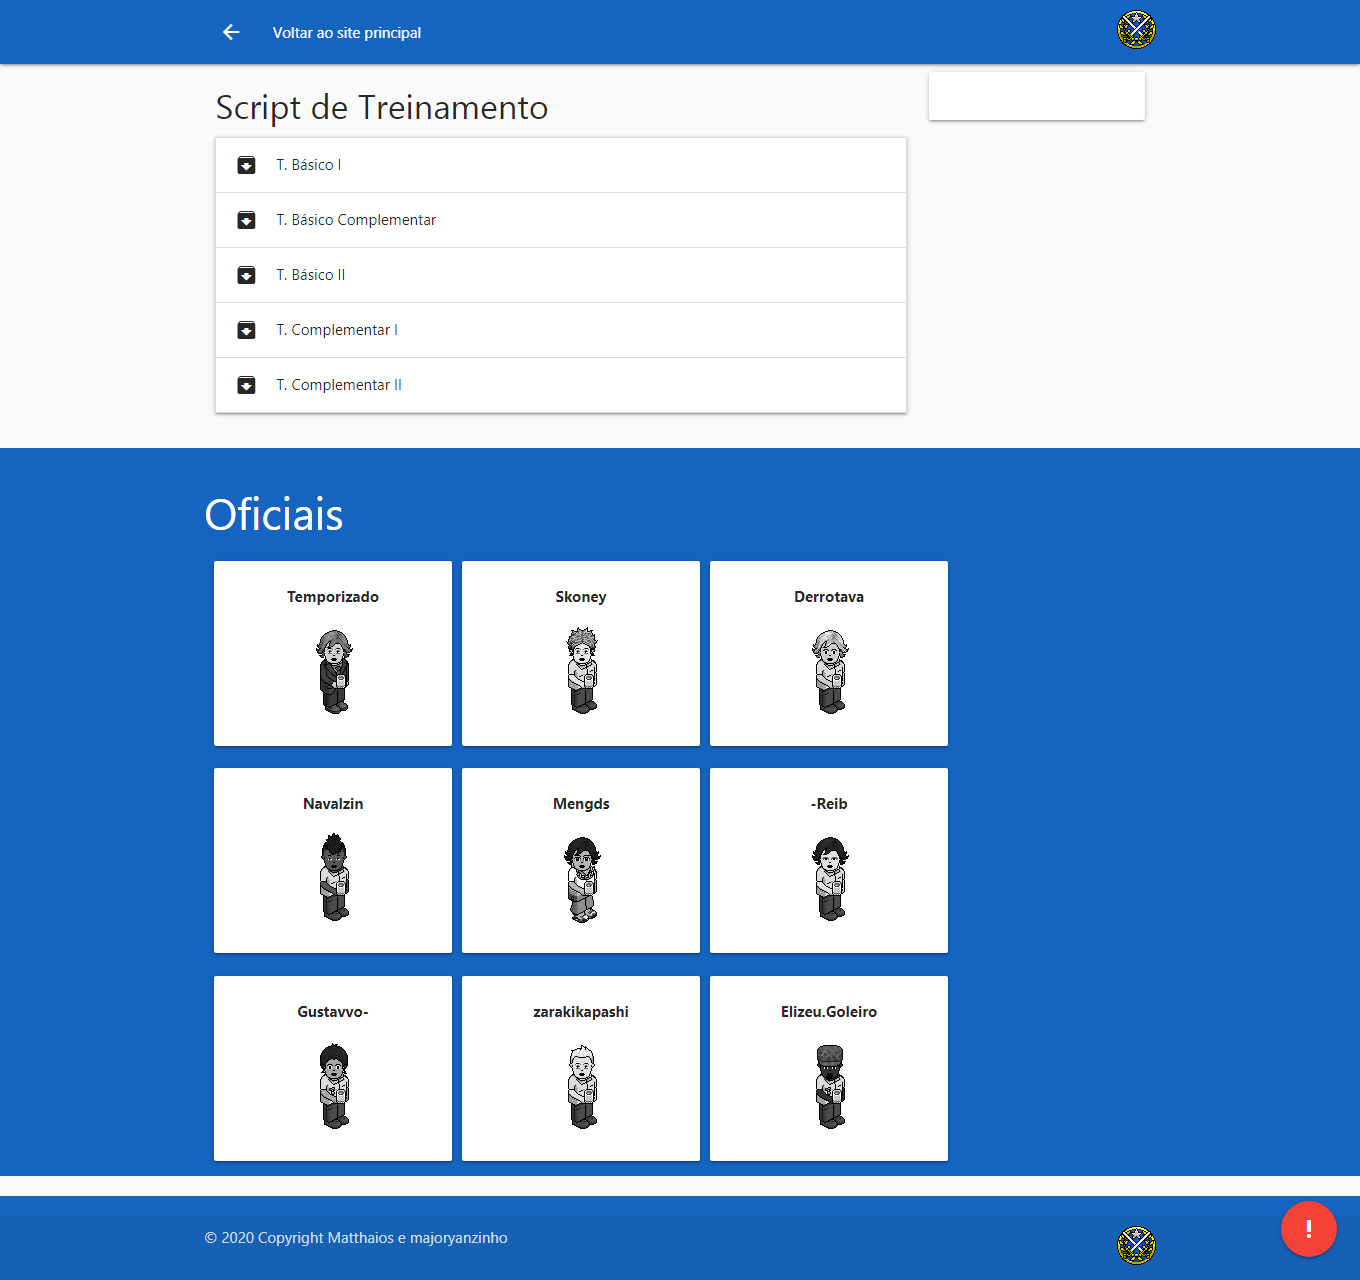 Voltar ao site principal
Script de Treinamento
T. Básico I
T. Básico Complementar
T. Básico II
T. Complementar I
T. Complementar II
Oficiais
Temporizado
Skoney
Derrotava
Navalzin
Mengds
-Reib
Gustavvo-
zarakikapashi
Elizeu.Goleiro
© 2020 Copyright Matthaios e majoryanzinho
!